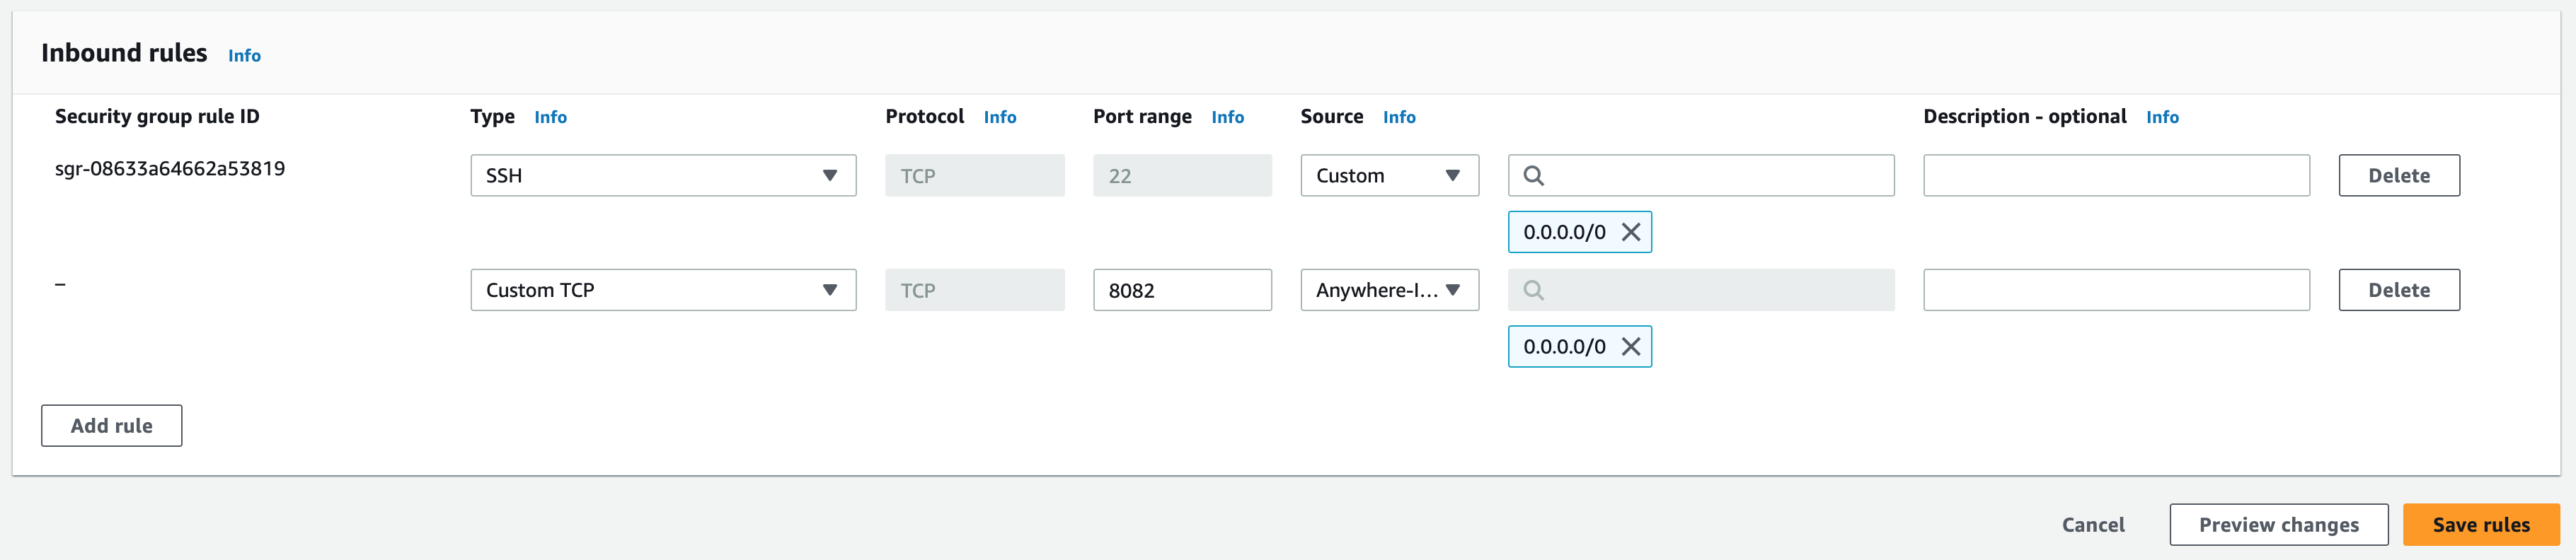 Inbound rules Info
Security group rule ID Type Info Protocol Info Port range Info Source Info Description - optional Info
sgr-08633a64662a53819 SSH TCP 22 Custom Delete
0.0.0.0/0
– Custom TCP TCP 8082 Anywhere-I... Delete
0.0.0.0/0
Add rule
Cancel Preview changes Save rules